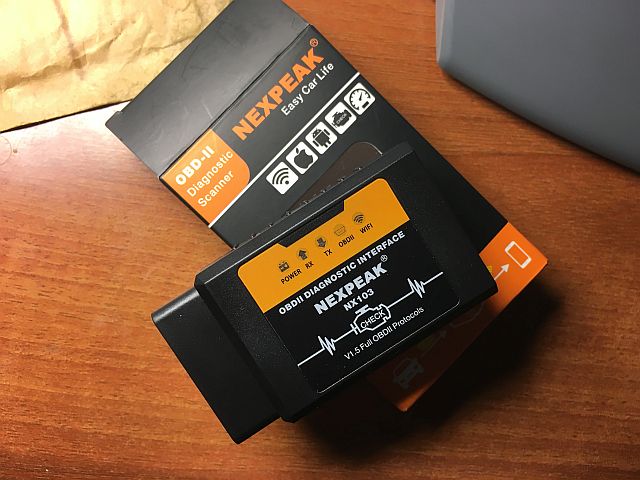 NEXPEAK®
Easy Car Life
OBD-II
Diagnostic
Scanner
CHECK
POWER RX TX OBDII WIFI
OBDII DIAGNOSTIC INTERFACE
NEXPEAK®
NX103
CHECK
V1.5 Full OBDII Protocols